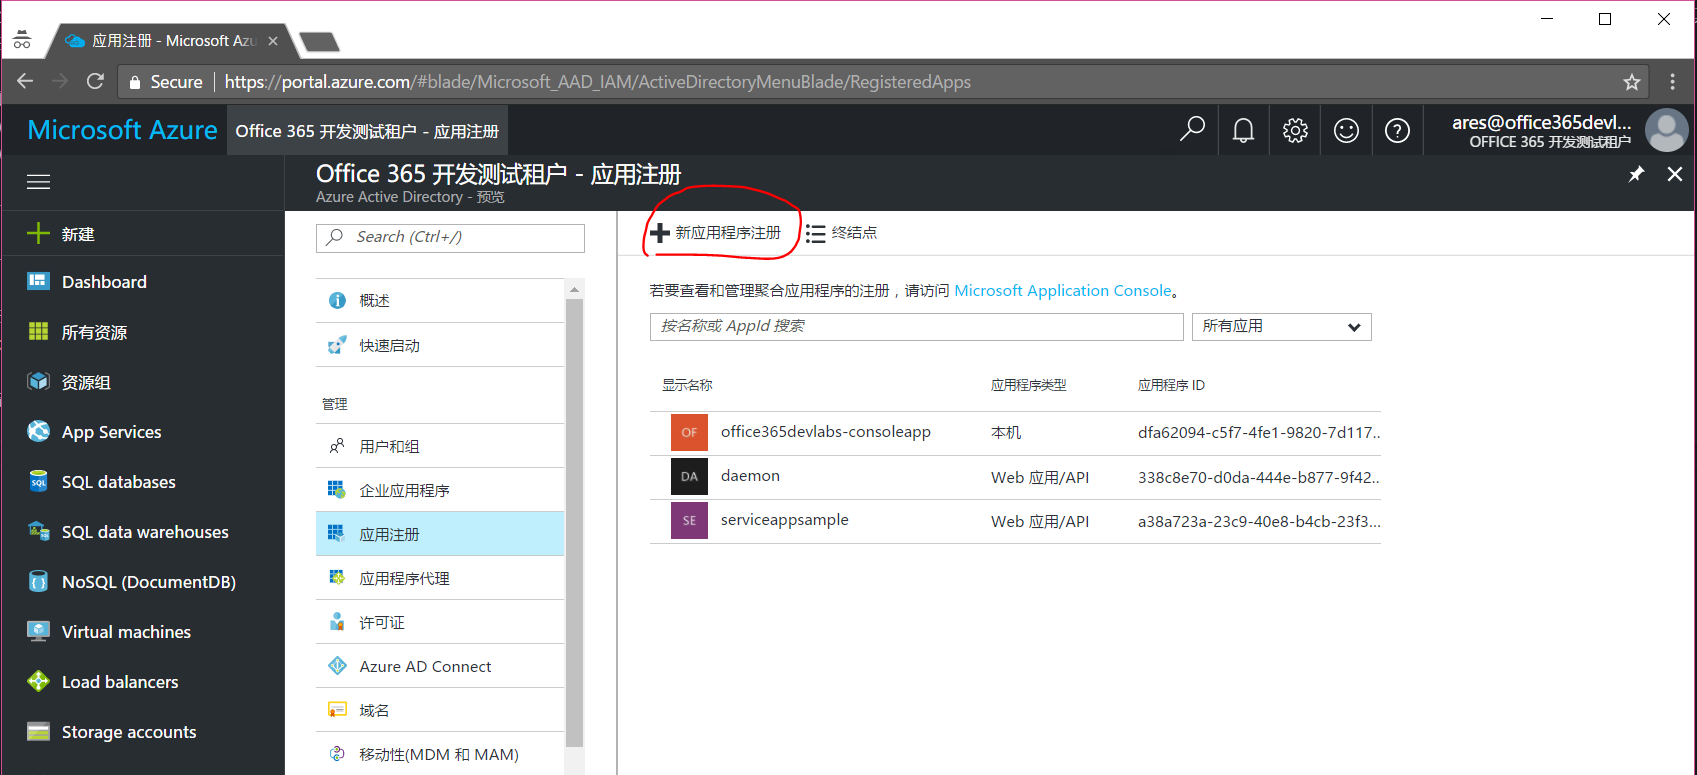 应用注册 - Microsoft Azu
Secure
https://portal.azure.com/#blade/Microsoft_AAD_IAM/ActiveDirectoryMenuBlade/RegisteredApps
Microsoft Azure
Office 365 开发测试租户 - 应用注册
ares@office365devl...
OFFICE 365 开发测试租户
Office 365 开发测试租户 - 应用注册
Azure Active Directory - 预览
新建
Dashboard
所有资源
资源组
App Services
SQL databases
SQL data warehouses
NoSQL (DocumentDB)
Virtual machines
Load balancers
Storage accounts
Search (Ctrl+/)
概述
快速启动
管理
用户和组
企业应用程序
应用注册
应用程序代理
许可证
Azure AD Connect
域名
移动性(MDM 和 MAM)
新应用程序注册
终结点
若要查看和管理聚合应用程序的注册，请访问 Microsoft Application Console。
按名称或 AppId 搜索
所有应用
显示名称 应用程序类型 应用程序 ID
OF office365devlabs-consoleapp 本机 dfa62094-c5f7-4fe1-9820-7d117..
DA daemon Web 应用/API 338c8e70-d0da-444e-b877-9f42..
SE serviceappsample Web 应用/API a38a723a-23c9-40e8-b4cb-23f3...